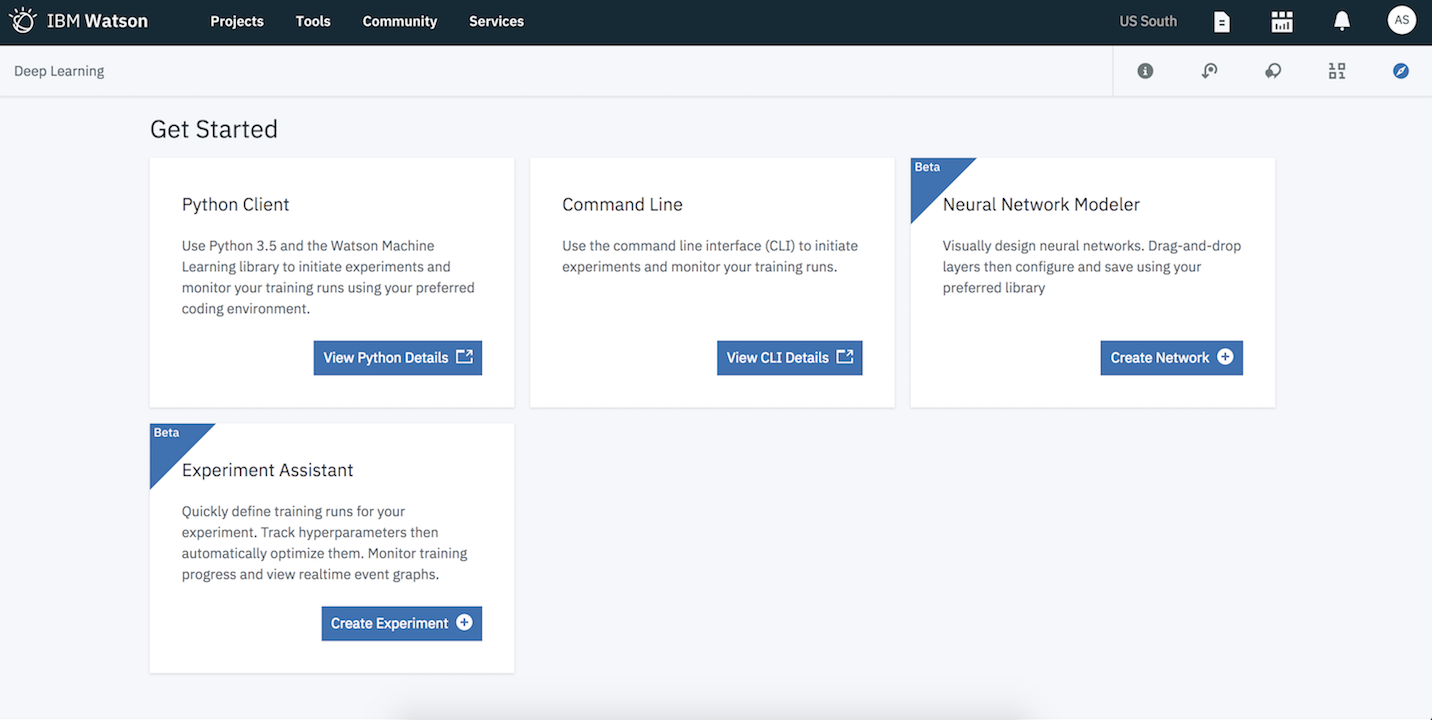 IBM Watson
Projects
Tools
Community
Services
US South
AS
Deep Learning
Get Started
Python Client
Use Python 3.5 and the Watson Machine
Learning library to initiate experiments and
monitor your training runs using your preferred
coding environment.
View Python Details
Command Line
Use the command line interface (CLI) to initiate
experiments and monitor your training runs.
View CLI Details
Beta
Neural Network Modeler
Visually design neural networks. Drag-and-drop
layers then configure and save using your
preferred library
Create Network
Beta
Experiment Assistant
Quickly define training runs for your
experiment. Track hyperparameters then
automatically optimize them. Monitor training
progress and view realtime event graphs.
Create Experiment